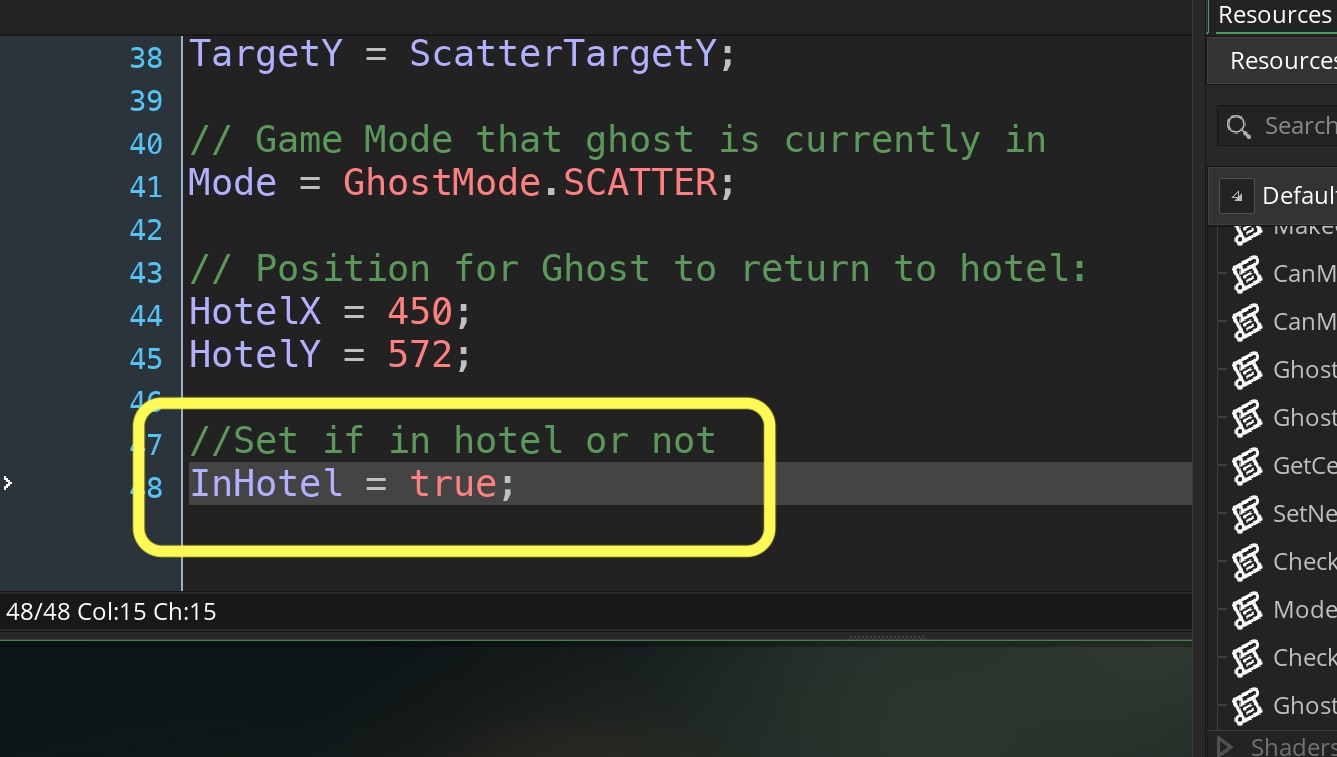 Resources
Resources
Search
Default
38 TargetY = ScatterTargetY;
39
40 // Game Mode that ghost is currently in
41 Mode = GhostMode.SCATTER;
42
43 // Position for Ghost to return to hotel:
44 HotelX = 450;
45 HotelY = 572;
46
47 //Set if in hotel or not
48 InHotel = true;
48/48 Col:15 Ch:15
CanM
CanM
Ghost
Ghost
GetCe
SetNe
Check
Mode
Check
Ghost
Shaders